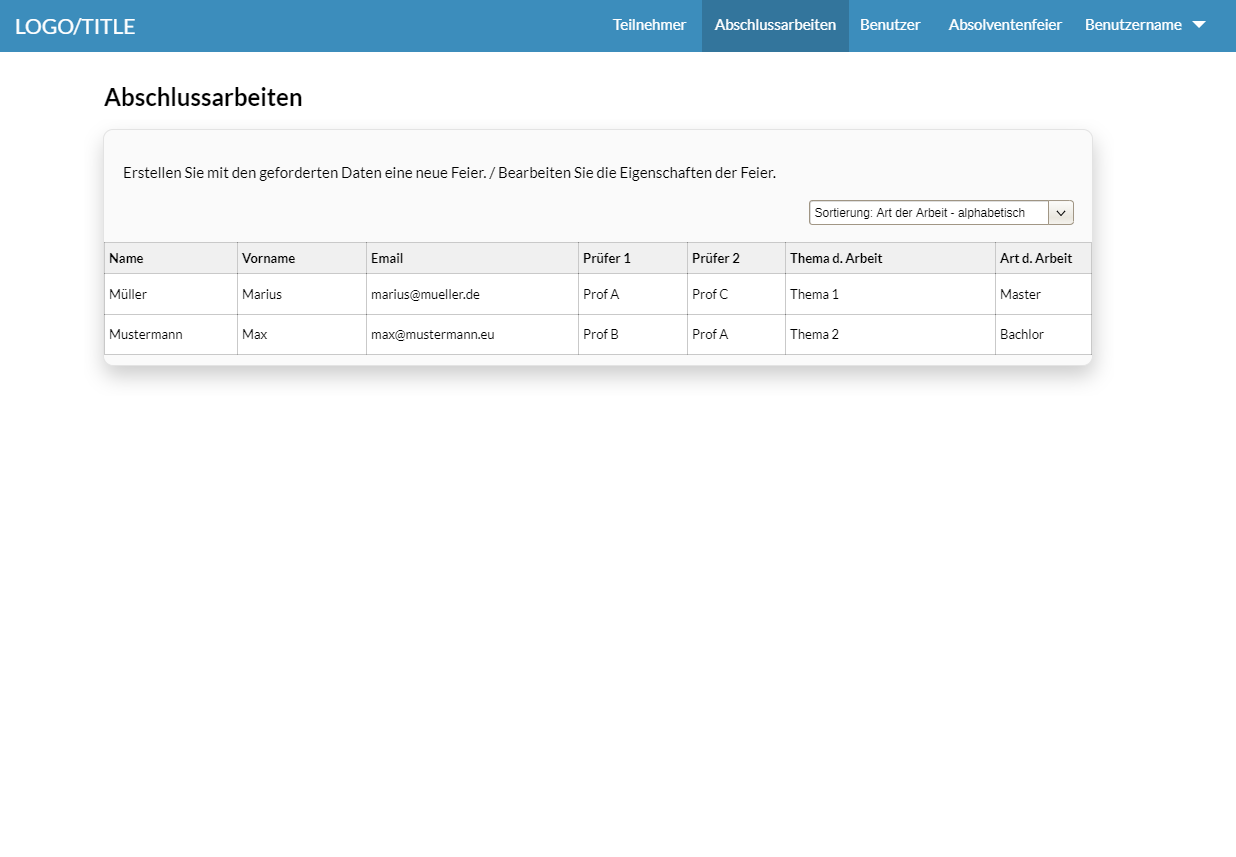 LOGO/TITLE Teilnehmer Abschlussarbeiten Benutzer Absolventenfeier Benutzername
Abschlussarbeiten
Erstellen Sie mit den geforderten Daten eine neue Feier. / Bearbeiten Sie die Eigenschaften der Feier.
Sortierung: Art der Arbeit - alphabetisch
Name Vorname Email Prüfer 1 Prüfer 2 Thema d. Arbeit Art d. Arbeit
Müller Marius marius@mueller.de Prof A Prof C Thema 1 Master
Mustermann Max max@mustermann.eu Prof B Prof A Thema 2 Bachlor